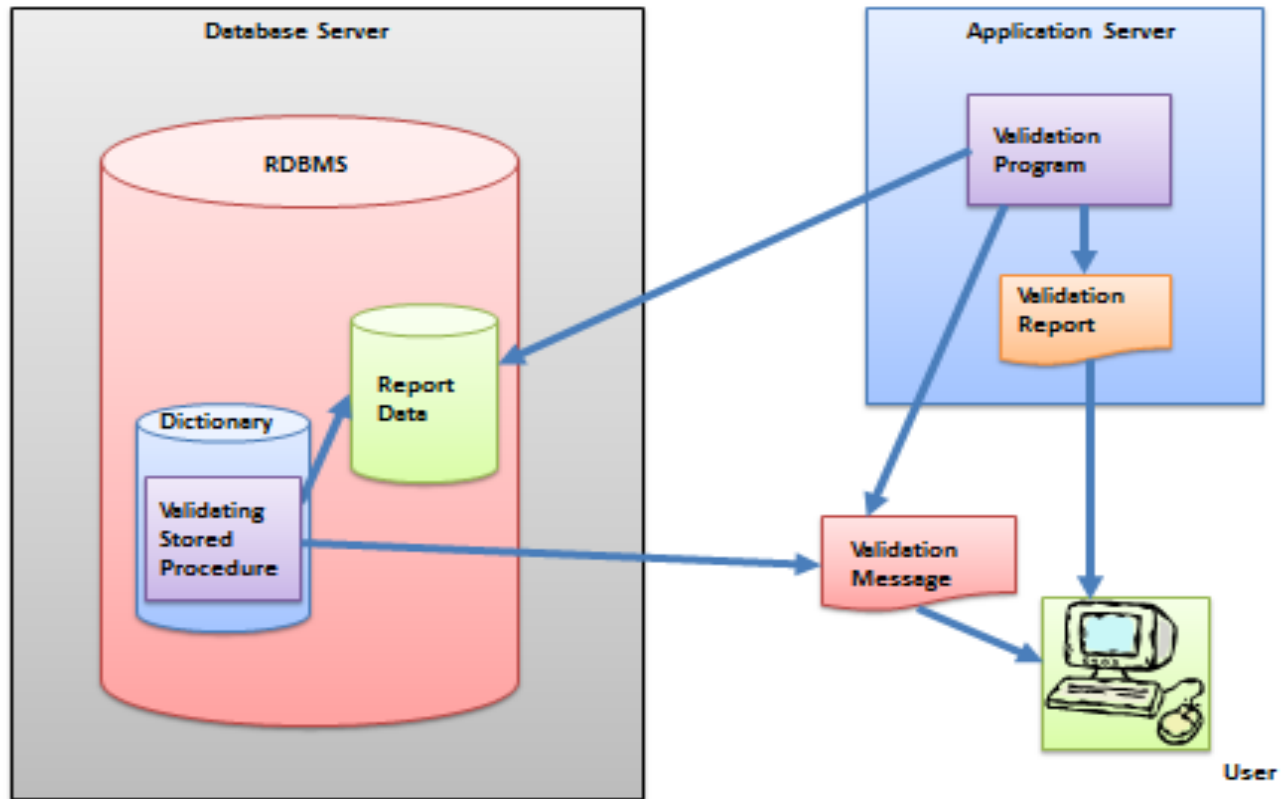 Database Server
RDBMS
Report
Data
Dictionary
Validating
Stored
Procedure
Application Server
Validation
Program
Validation
Report
Validation
Message
User